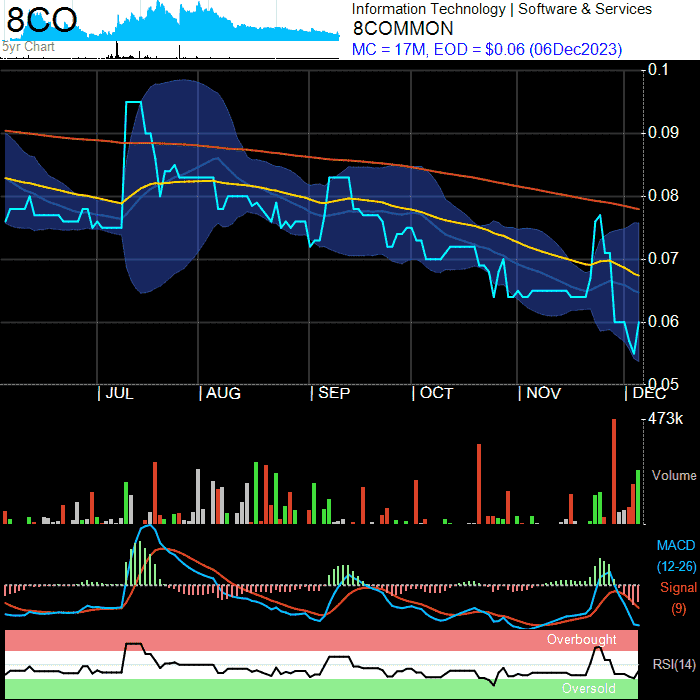 8CO
5yr Chart
Information Technology | Software & Services
8COMMON
MC = 17M, EOD = $0.06 (06Dec2023)
0.1
0.09
0.08
0.07
0.06
0.05
JUL
AUG
SEP
OCT
NOV
DEC
473k
Volume
MACD
(12-26)
Signal
(9)
Overbought
RSI(14)
Oversold